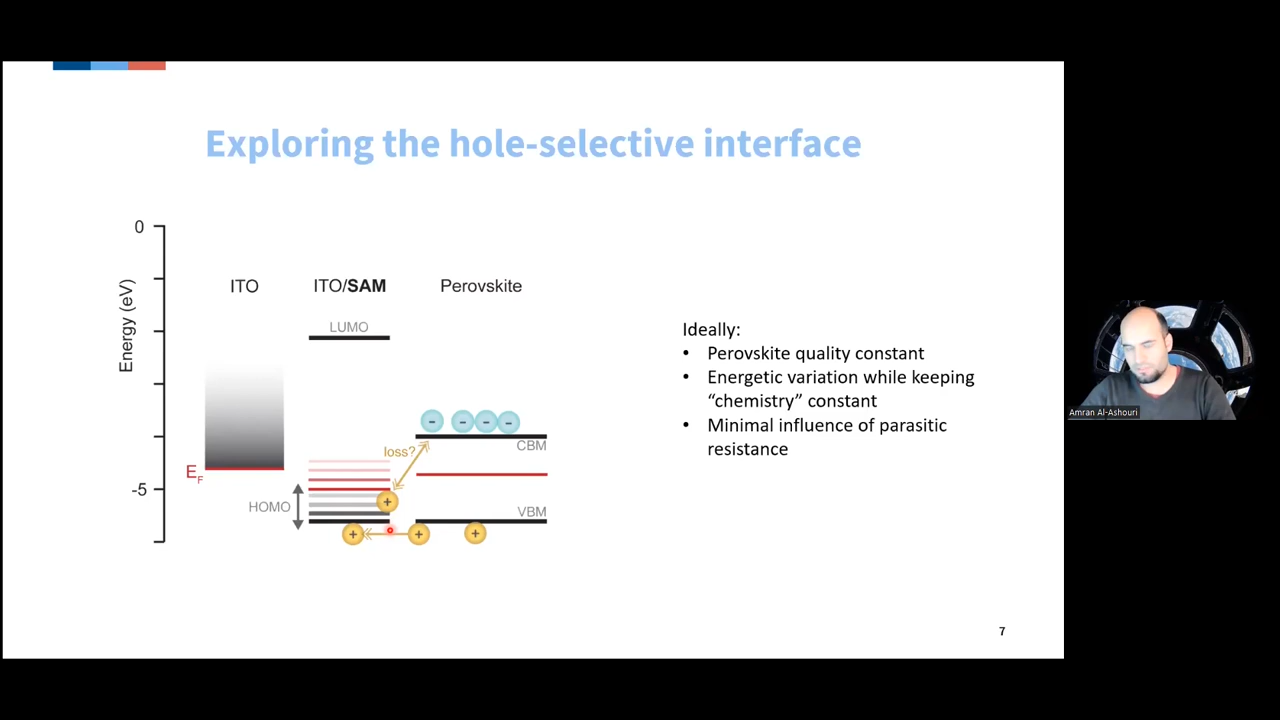 Exploring the hole-selective interface
0
Energy (eV)
-5
ITO
ITO/SAM
Perovskite
LUMO
- - - -
CBM
loss?
EF
HOMO
+
VBM
+ + +
Ideally:
• Perovskite quality constant
• Energetic variation while keeping
“chemistry” constant
• Minimal influence of parasitic
resistance
Amran Al-Ashouri
7